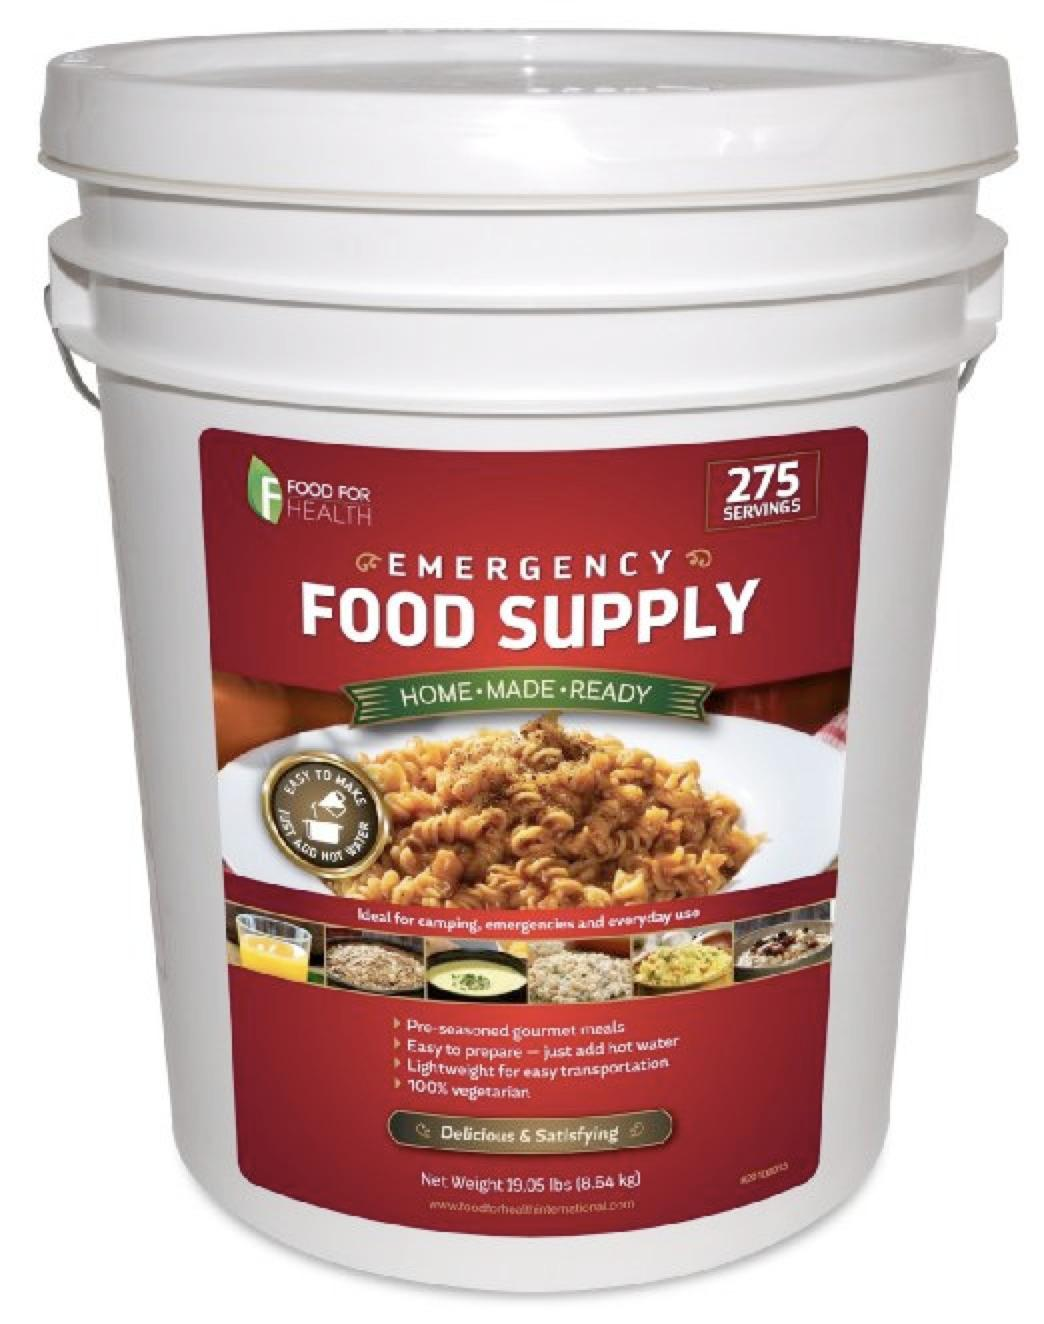 FOOD FOR
HEALTH
275
SERVINGS
EMERGENCY
FOOD SUPPLY
HOME•MADE•READY
EASY TO MAKE
JUST ADD HOT WATER
Ideal for camping, emergencies and everyday use
Pre-seasoned gourmet meals
Easy to prepare – just add hot water
Lightweight for easy transportation
100% vegetarian
Delicious & Satisfying
Net Weight 19.05 lbs (8.64 kg)
www.foodforhealthinternational.com